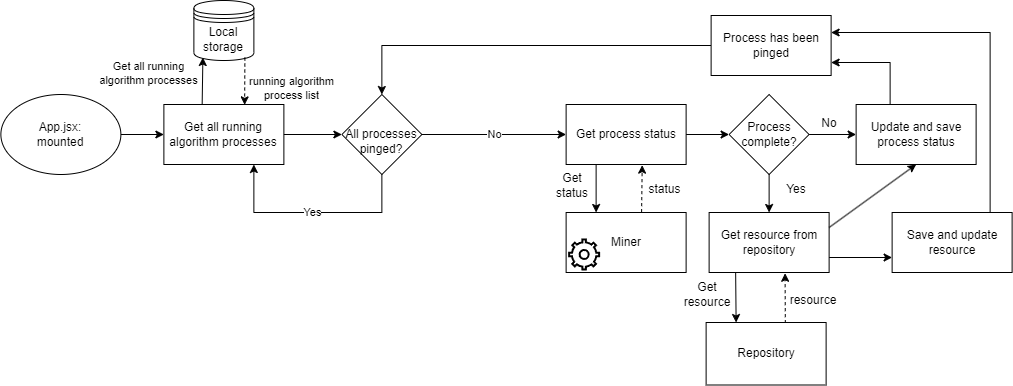 Local
storage
Get all running
algorithm processes
running algorithm
process list
App.jsx:
mounted
Get all running
algorithm processes
All processes
pinged?
Yes
No
Process has been
pinged
Get process status
Process
complete?
No
Update and save
process status
Get
status
status
Miner
Yes
Get resource from
repository
Save and update
resource
Get
resource
resource
Repository